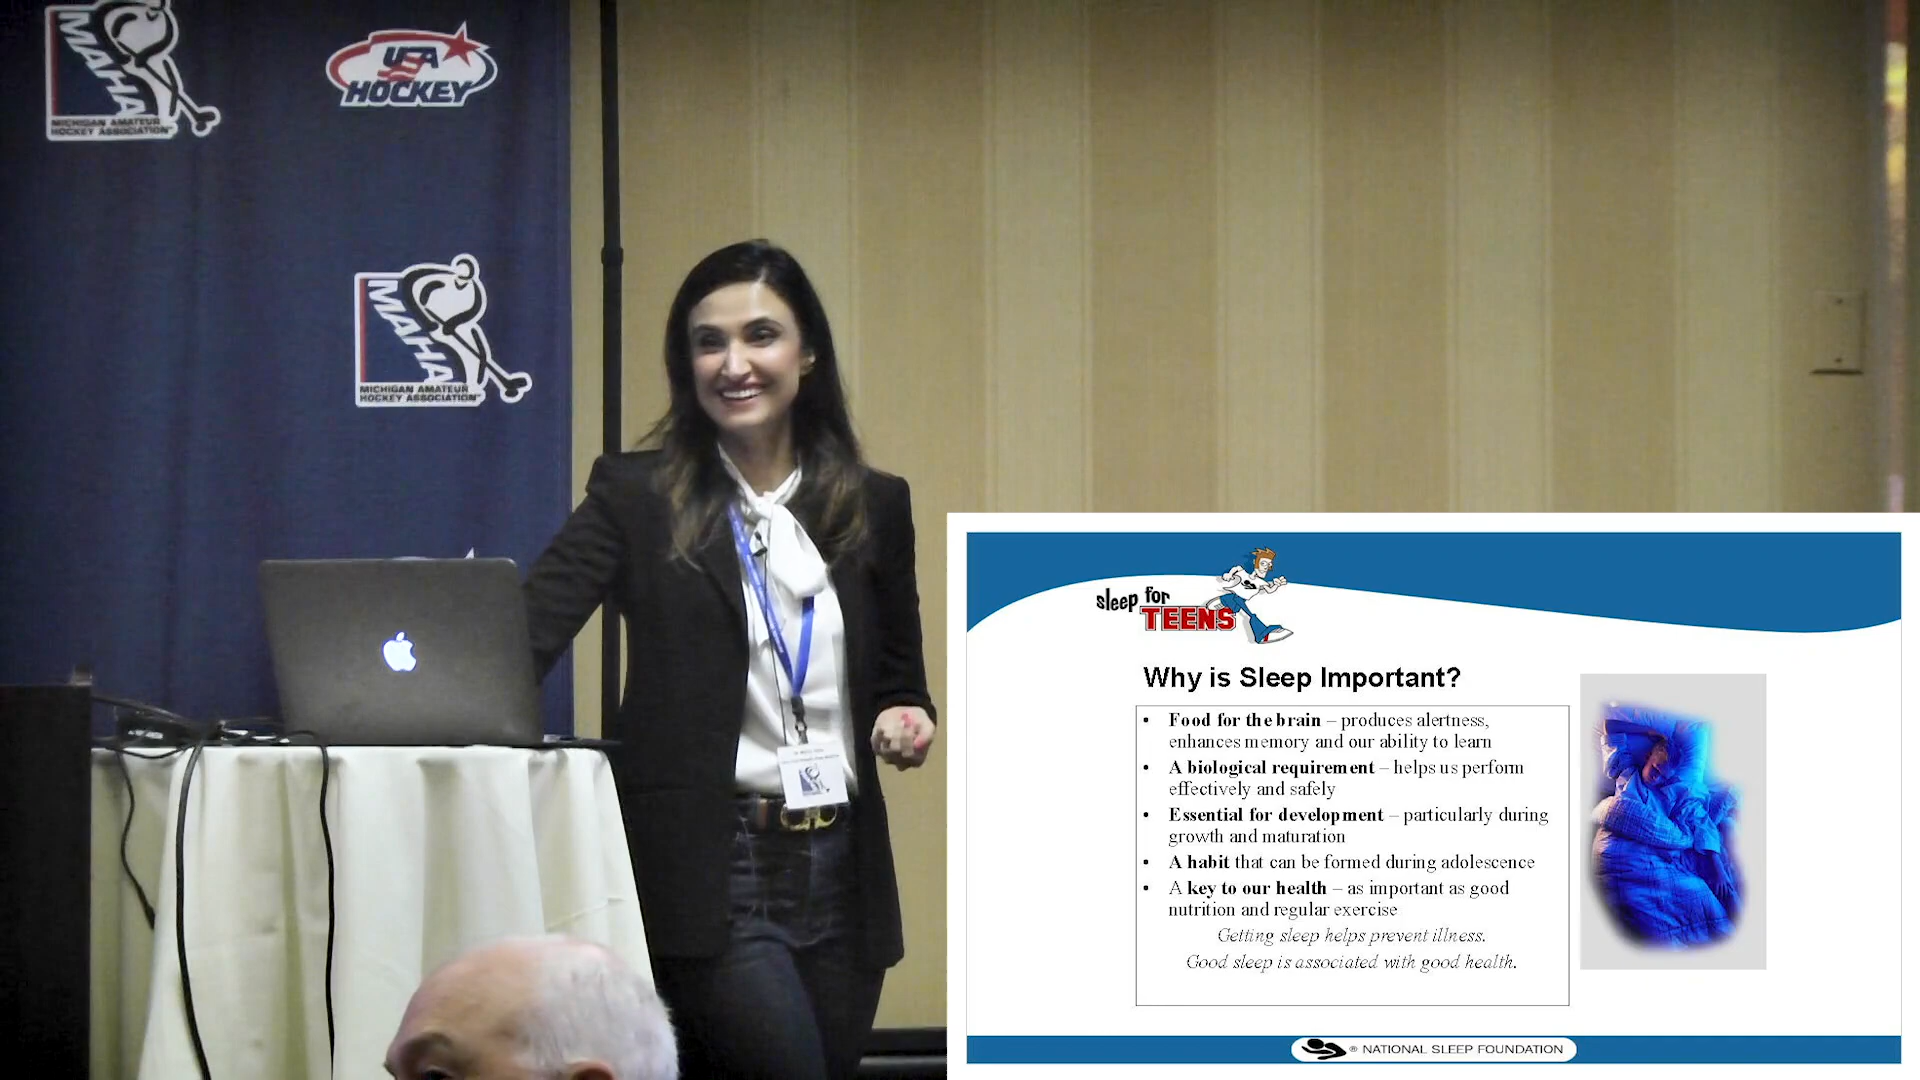 MAHA
MICHIGAN AMATEUR
HOCKEY ASSOCIATION
USA
HOCKEY
MAHA
MICHIGAN AMATEUR
HOCKEY ASSOCIATION
sleep for
TEENS
Why is Sleep Important?
• Food for the brain – produces alertness,
enhances memory and our ability to learn
• A biological requirement – helps us perform
effectively and safely
• Essential for development – particularly during
growth and maturation
• A habit that can be formed during adolescence
• A key to our health – as important as good
nutrition and regular exercise
Getting sleep helps prevent illness.
Good sleep is associated with good health.
® NATIONAL SLEEP FOUNDATION